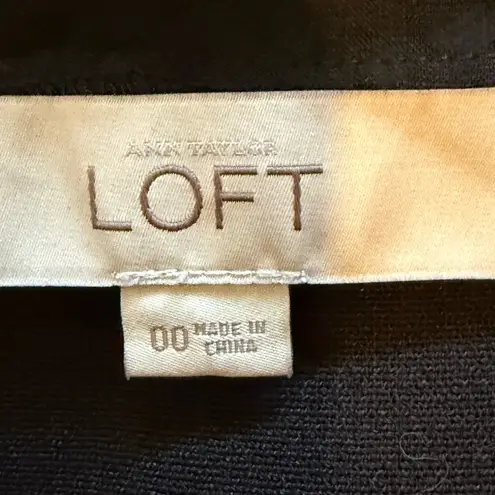 ANN TAYLOR
LOFT
00 MADE IN
CHINA